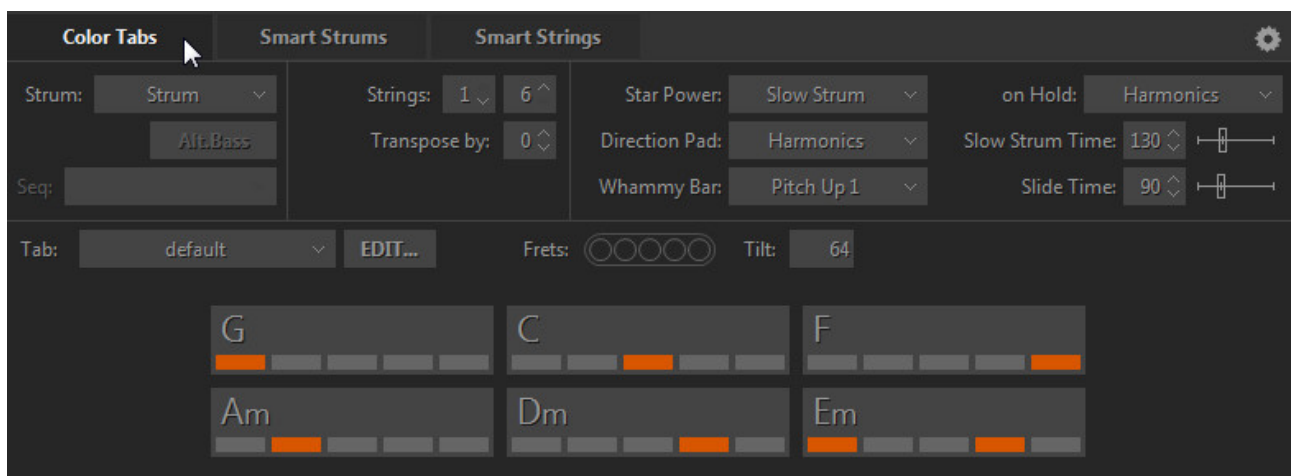 Color Tabs Smart Strums Smart Strings
Strum: Strum Strings: 1 6 Star Power: Slow Strum on Hold: Harmonics
Alt.Bass Transpose by: 0 Direction Pad: Harmonics Slow Strum Time: 130
Seq: Whammy Bar: Pitch Up 1 Slide Time: 90
Tab: default EDIT... Frets: Tilt: 64
G C F
Am Dm Em